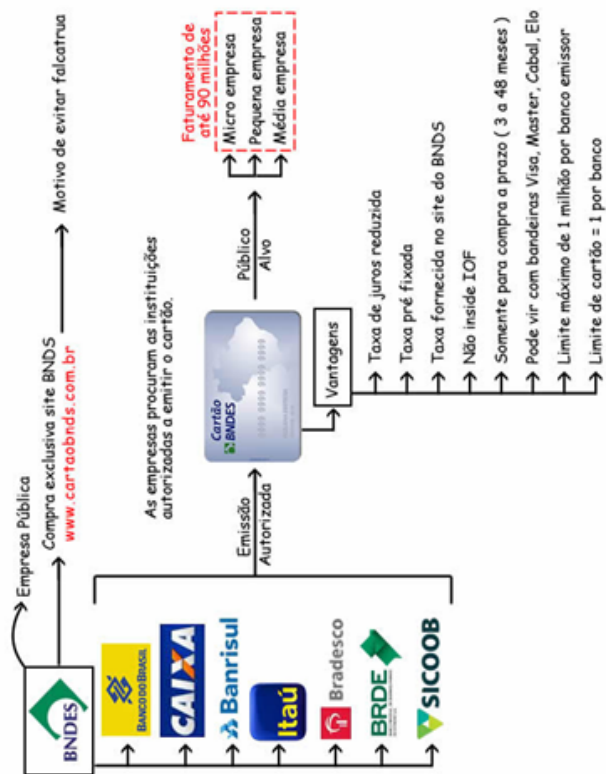 BNDES
Empresa Pública
Compra exclusiva site BNDS
www.cartaobnds.com.br
Motivo de evitar falcatrua
BANCO DO BRASIL
CAIXA
Banrisul
Itaú
Bradesco
BRDE
SICOOB
Emissão
Autorizada
As empresas procuram as instituições
autorizadas a emitir o cartão.
Cartão
BNDES
9999 9999 9999 9999
Público
Alvo
Faturamento de
até 90 milhões
Micro empresa
Pequena empresa
Média empresa
Vantagens
Taxa de juros reduzida
Taxa pré fixada
Taxa fornecida no site do BNDS
Não inside IOF
Somente para compra a prazo ( 3 a 48 meses )
Pode vir com bandeiras Visa, Master, Cabal, Elo
Limite máximo de 1 milhão por banco emissor
Limite de cartão = 1 por banco